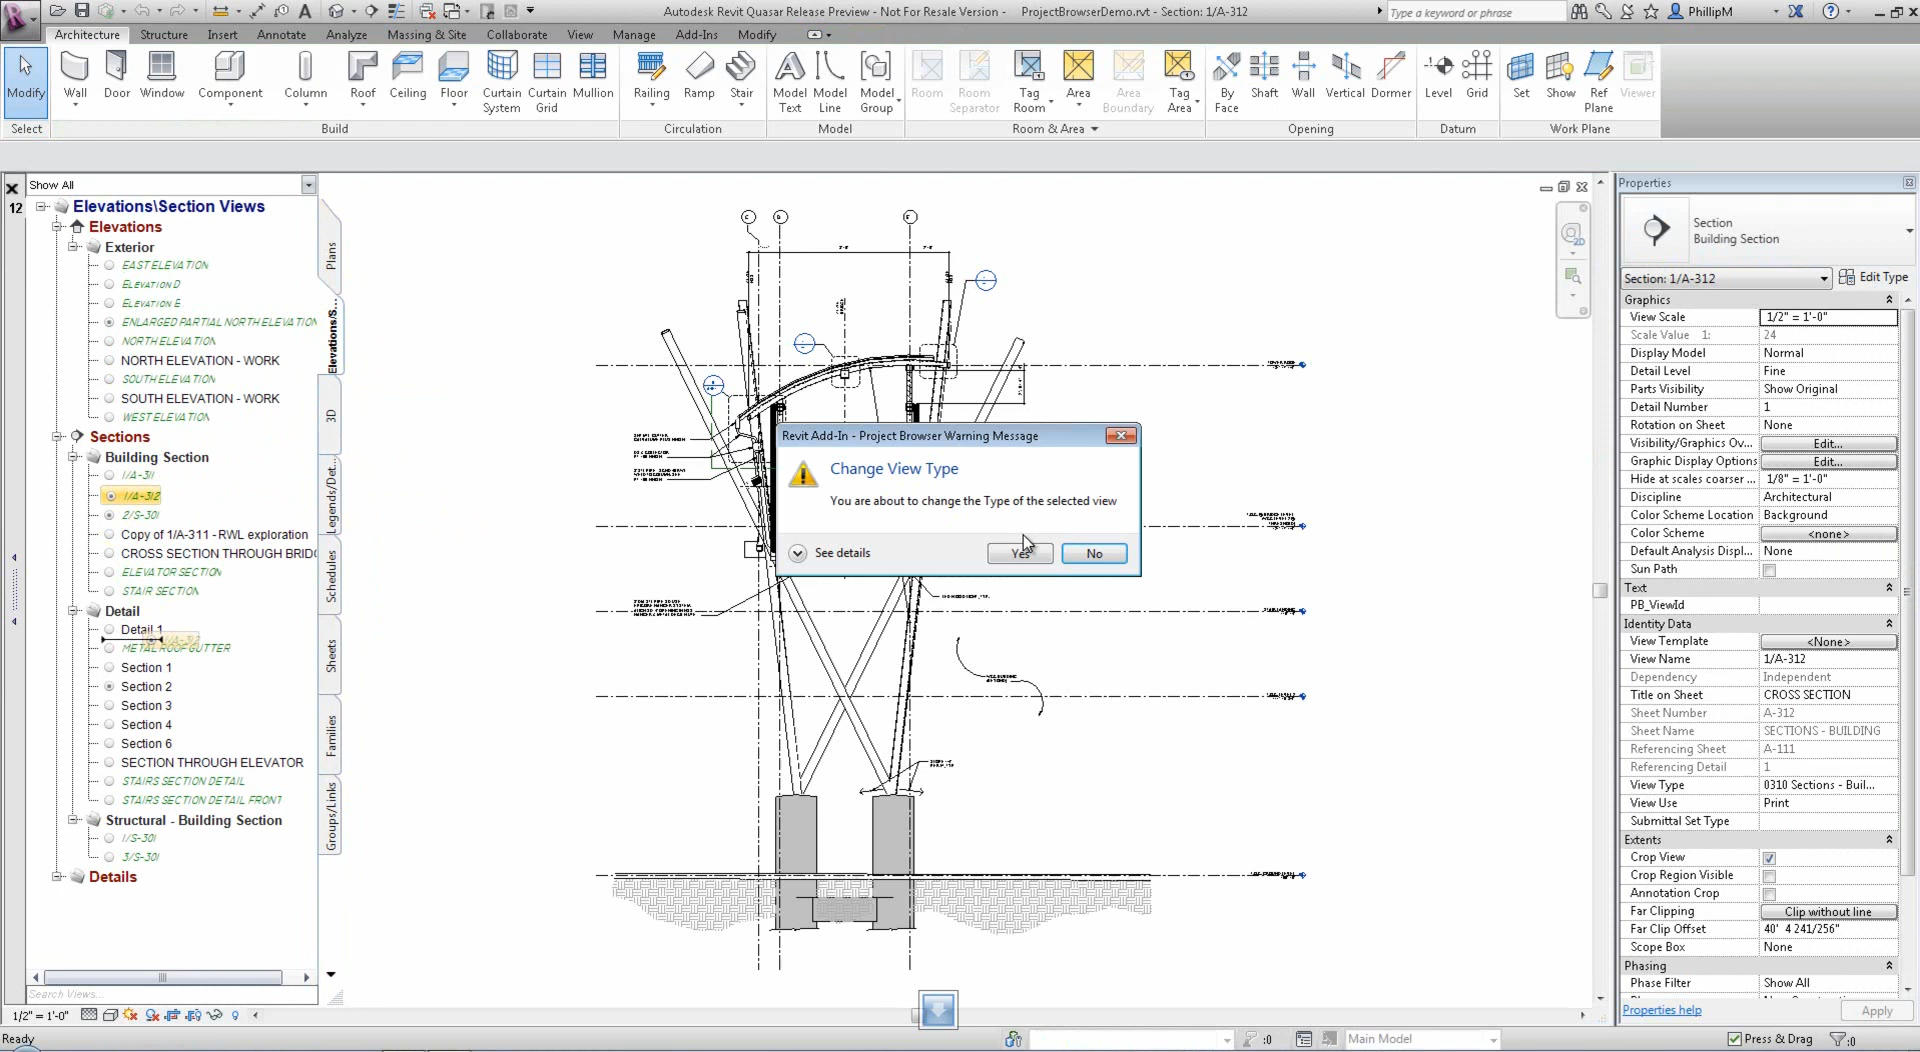 Autodesk Revit Quasar Release Preview - Not For Resale Version - ProjectBrowserDemo.rvt - Section: 1/A-312
Type a keyword or phrase
PhillipM
Architecture Structure Insert Annotate Analyze Massing & Site Collaborate View Manage Add-Ins Modify
Modify Wall Door Window Component Column Roof Ceiling Floor Curtain System Curtain Grid Mullion Railing Ramp Stair Model Text Model Line Model Group Room Room Separator Tag Room Area Area Boundary Tag Area By Face Shaft Wall Vertical Dormer Level Grid Set Show Ref Plane Viewer
Select Build Circulation Model Room & Area Opening Datum Work Plane
Show All
12
Elevations\Section Views
Elevations
Exterior
EAST ELEVATION
ELEVATION D
ELEVATION E
ENLARGED PARTIAL NORTH ELEVATION
NORTH ELEVATION
NORTH ELEVATION - WORK
SOUTH ELEVATION
SOUTH ELEVATION - WORK
WEST ELEVATION
Sections
Building Section
1/A-311
1/A-312
2/S-301
Copy of 1/A-311 - RWL exploration
CROSS SECTION THROUGH BRID
ELEVATOR SECTION
STAIR SECTION
Detail
Detail 1
1/A-312
METAL ROOF GUTTER
Section 1
Section 2
Section 3
Section 4
Section 6
SECTION THROUGH ELEVATOR
STAIRS SECTION DETAIL
STAIRS SECTION DETAIL FRONT
Structural - Building Section
1/S-301
3/S-301
Details
Search Views...
Plans
Elevations/S...
3D
Legends/Det...
Schedules
Sheets
Families
Groups/Links
Revit Add-In - Project Browser Warning Message
Change View Type
You are about to change the Type of the selected view
See details
Yes
No
Properties
Section
Building Section
Section: 1/A-312
Edit Type
Graphics
View Scale 1/2" = 1'-0"
Scale Value 1: 24
Display Model Normal
Detail Level Fine
Parts Visibility Show Original
Detail Number 1
Rotation on Sheet None
Visibility/Graphics Ov... Edit...
Graphic Display Options Edit...
Hide at scales coarser ... 1/8" = 1'-0"
Discipline Architectural
Color Scheme Location Background
Color Scheme <none>
Default Analysis Displ... None
Sun Path
Text
PB_ViewId
Identity Data
View Template <None>
View Name 1/A-312
Dependency Independent
Title on Sheet CROSS SECTION
Sheet Number A-312
Sheet Name SECTIONS - BUILDING
Referencing Sheet A-111
Referencing Detail 1
View Type 0310 Sections - Buil...
View Use Print
Submittal Set Type
Extents
Crop View
Crop Region Visible
Annotation Crop
Far Clipping Clip without line
Far Clip Offset 40' 4 241/256"
Scope Box None
Phasing
Phase Filter Show All
Properties help
Apply
1/2" = 1'-0"
Ready
:0
Main Model
Press & Drag
:0